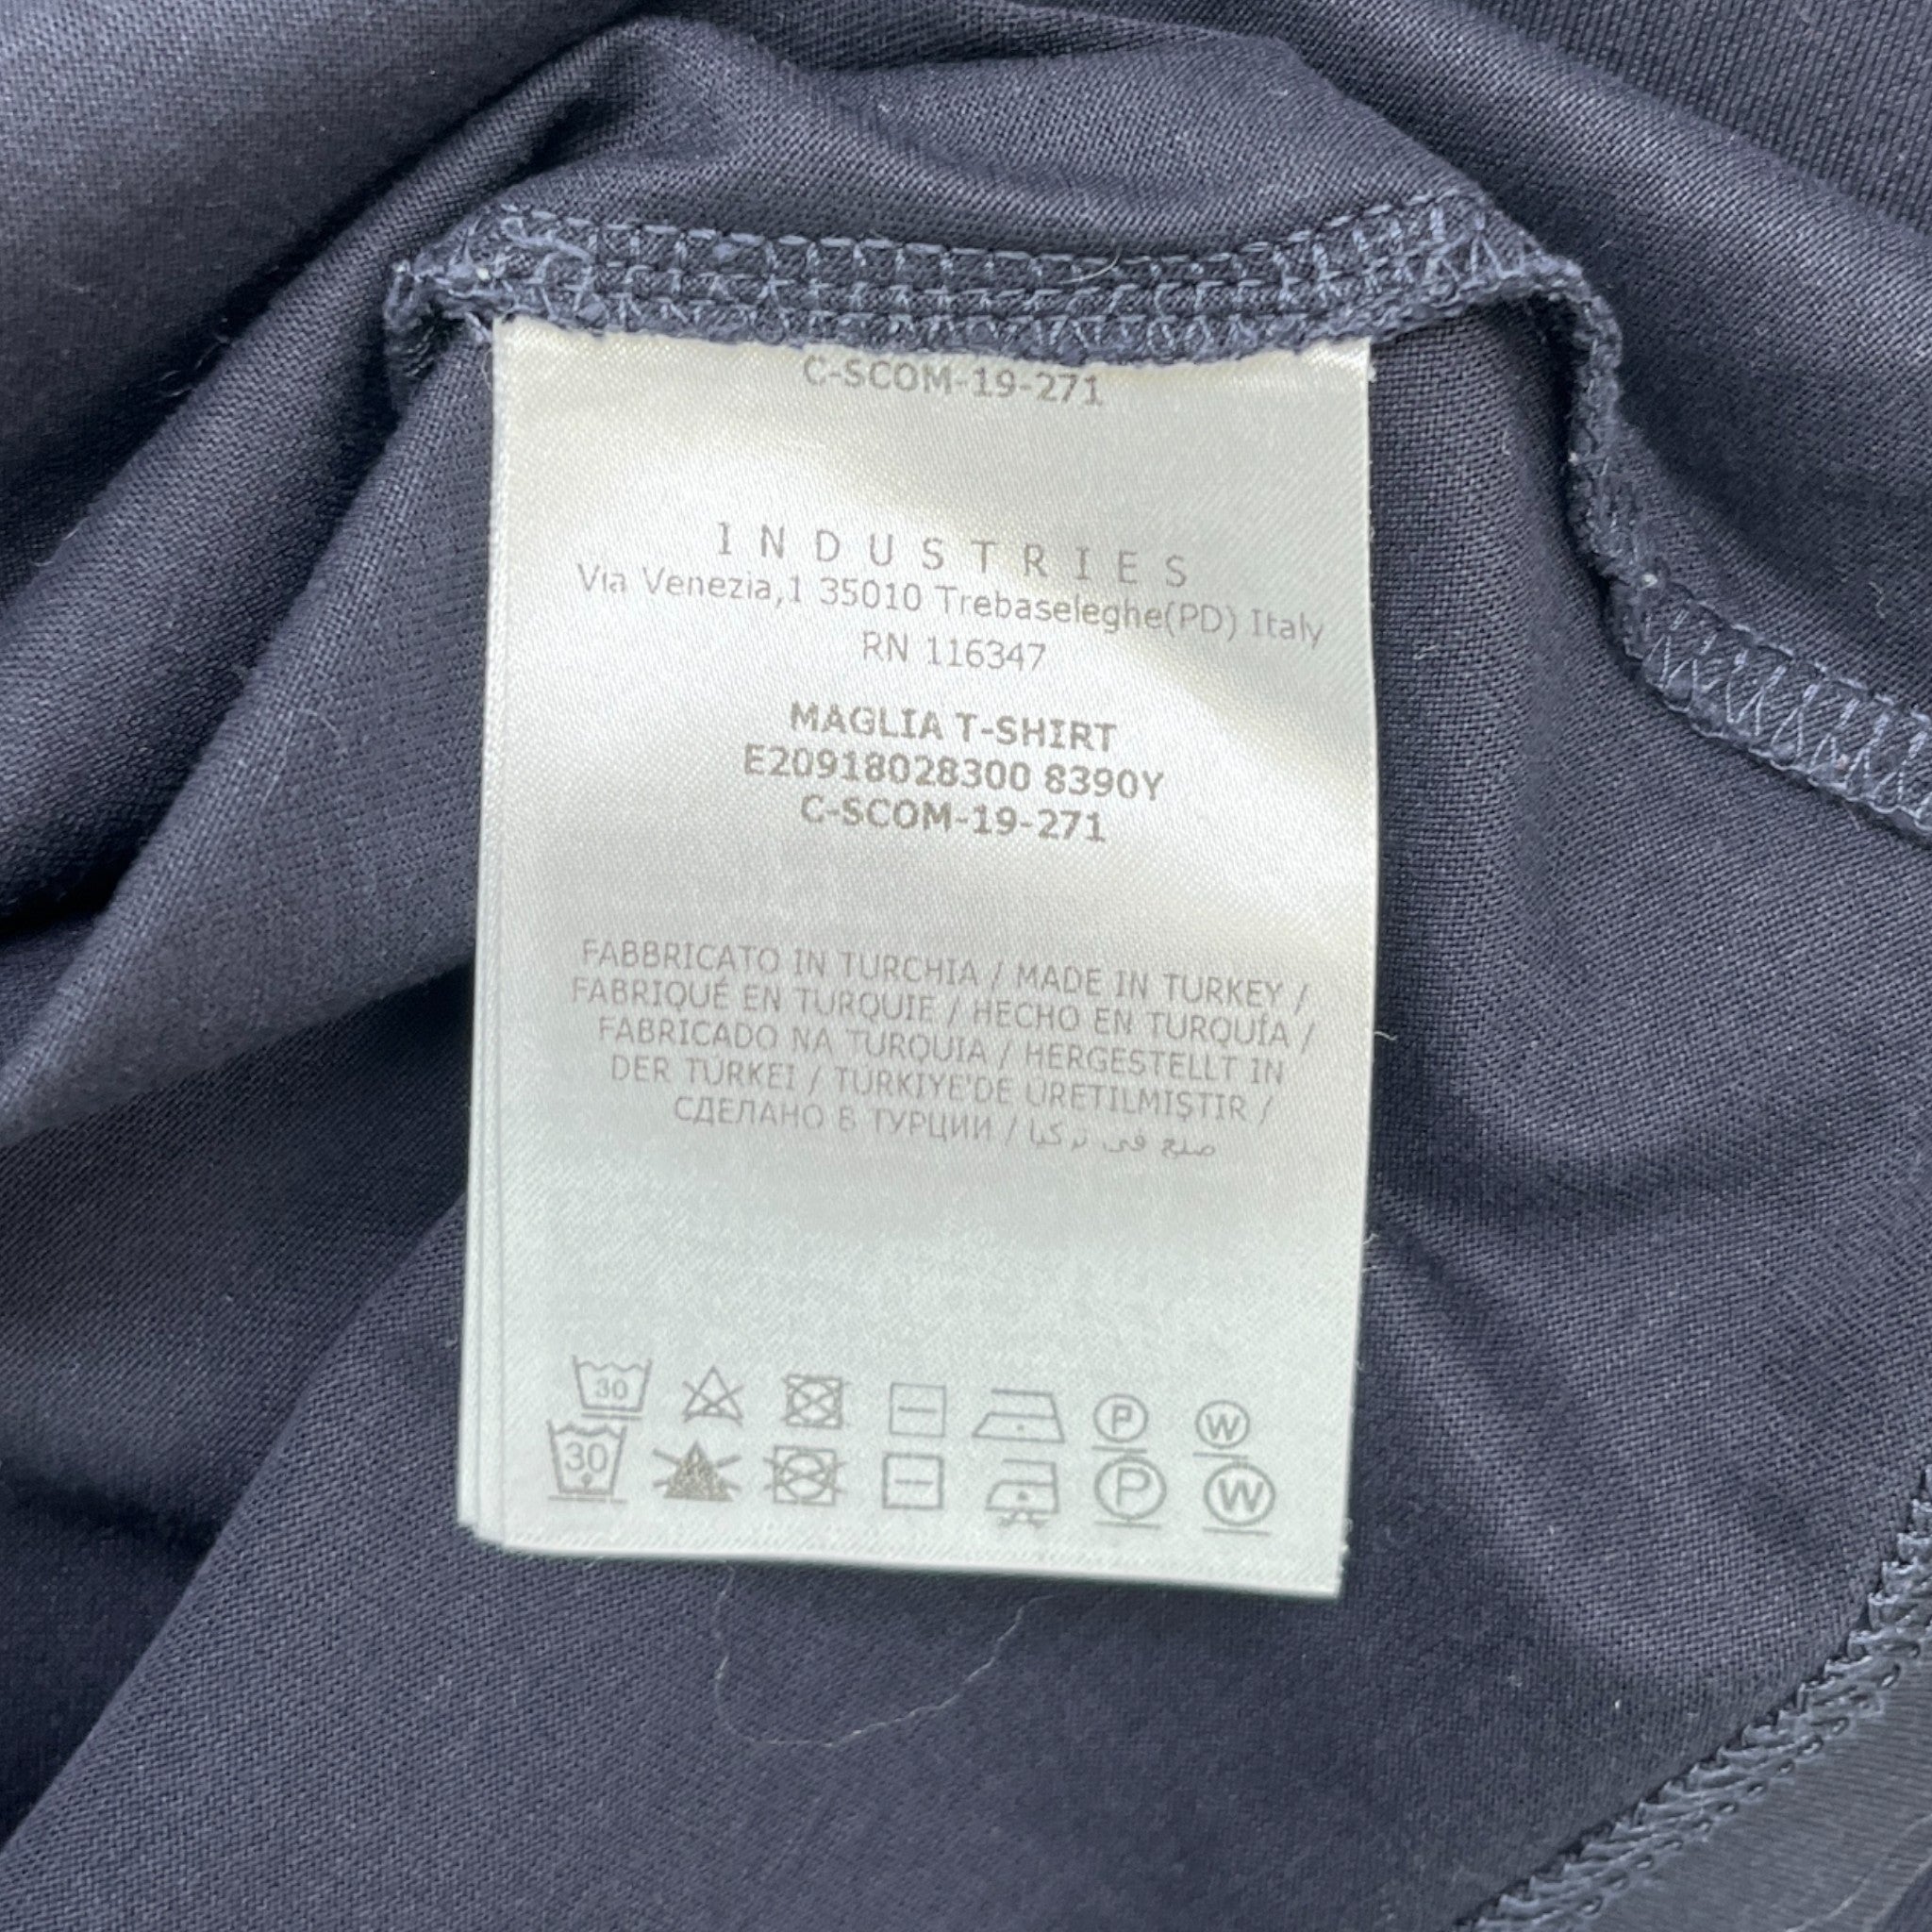 C-SCOM-19-271
INDUSTRIES
Via Venezia,1 35010 Trebaseleghe(PD) Italy
RN 116347
MAGLIA T-SHIRT
E20918028300 8390Y
C-SCOM-19-271
FABBRICATO IN TURCHIA / MADE IN TURKEY /
FABRIQUÉ EN TURQUIE / HECHO EN TURQUÍA /
FABRICADO NA TURQUIA / HERGESTELLT IN
DER TÜRKEI / TÜRKIYE'DE ÜRETILMIŞTIR /
СДЕЛАНО В ТУРЦИИ / صنع في تركيا
30 P W
30 P W